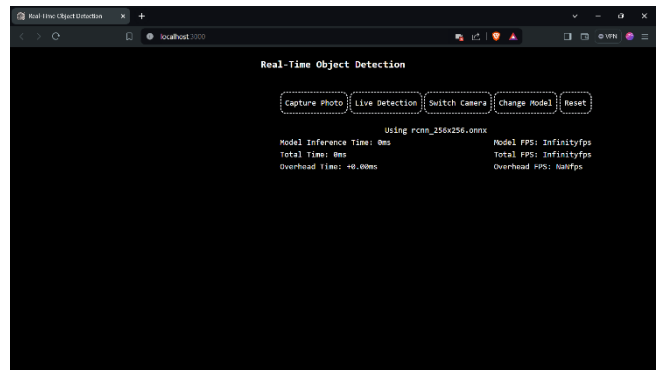 Real-Time Object Detection
localhost:3000
VPN
Real-Time Object Detection
Capture Photo Live Detection Switch Camera Change Model Reset
Using rcnn_256x256.onnx
Model Inference Time: 0ms Model FPS: Infinityfps
Total Time: 0ms Total FPS: Infinityfps
Overhead Time: +0.00ms Overhead FPS: NaNfps